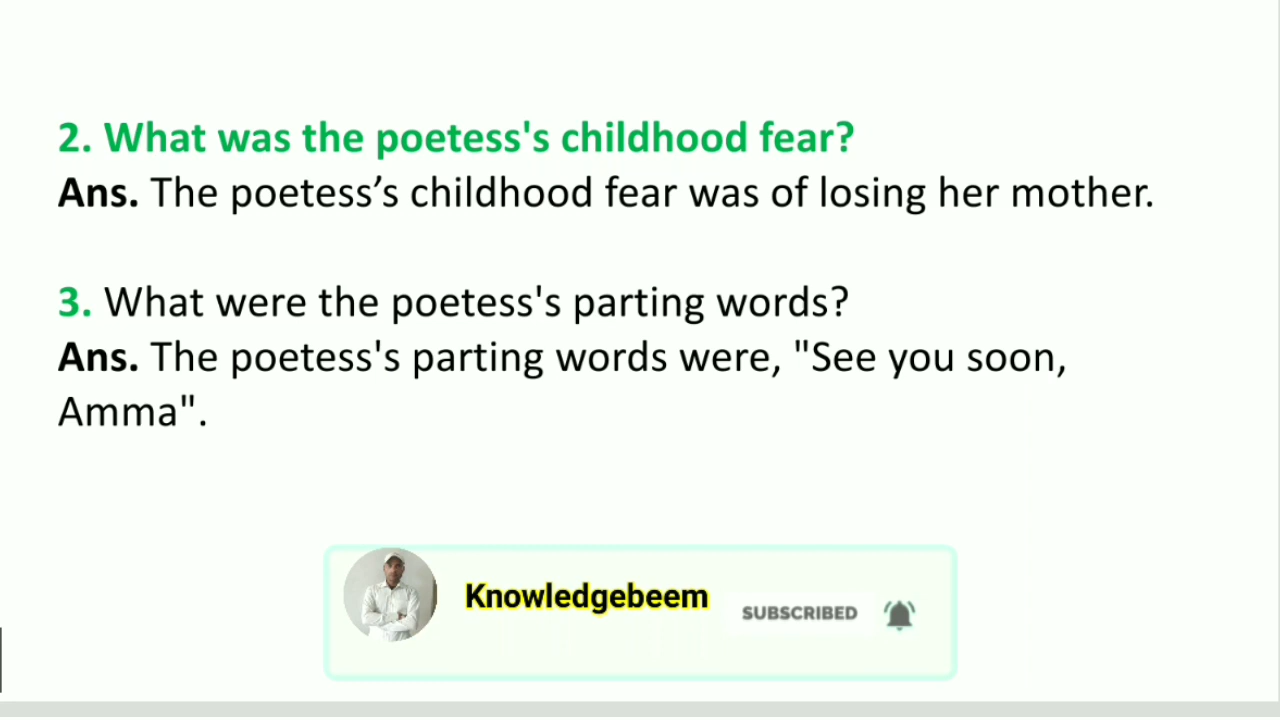 2. What was the poetess's childhood fear?
Ans. The poetess’s childhood fear was of losing her mother.
3. What were the poetess's parting words?
Ans. The poetess's parting words were, "See you soon,
Amma".
Knowledgebeem
SUBSCRIBED